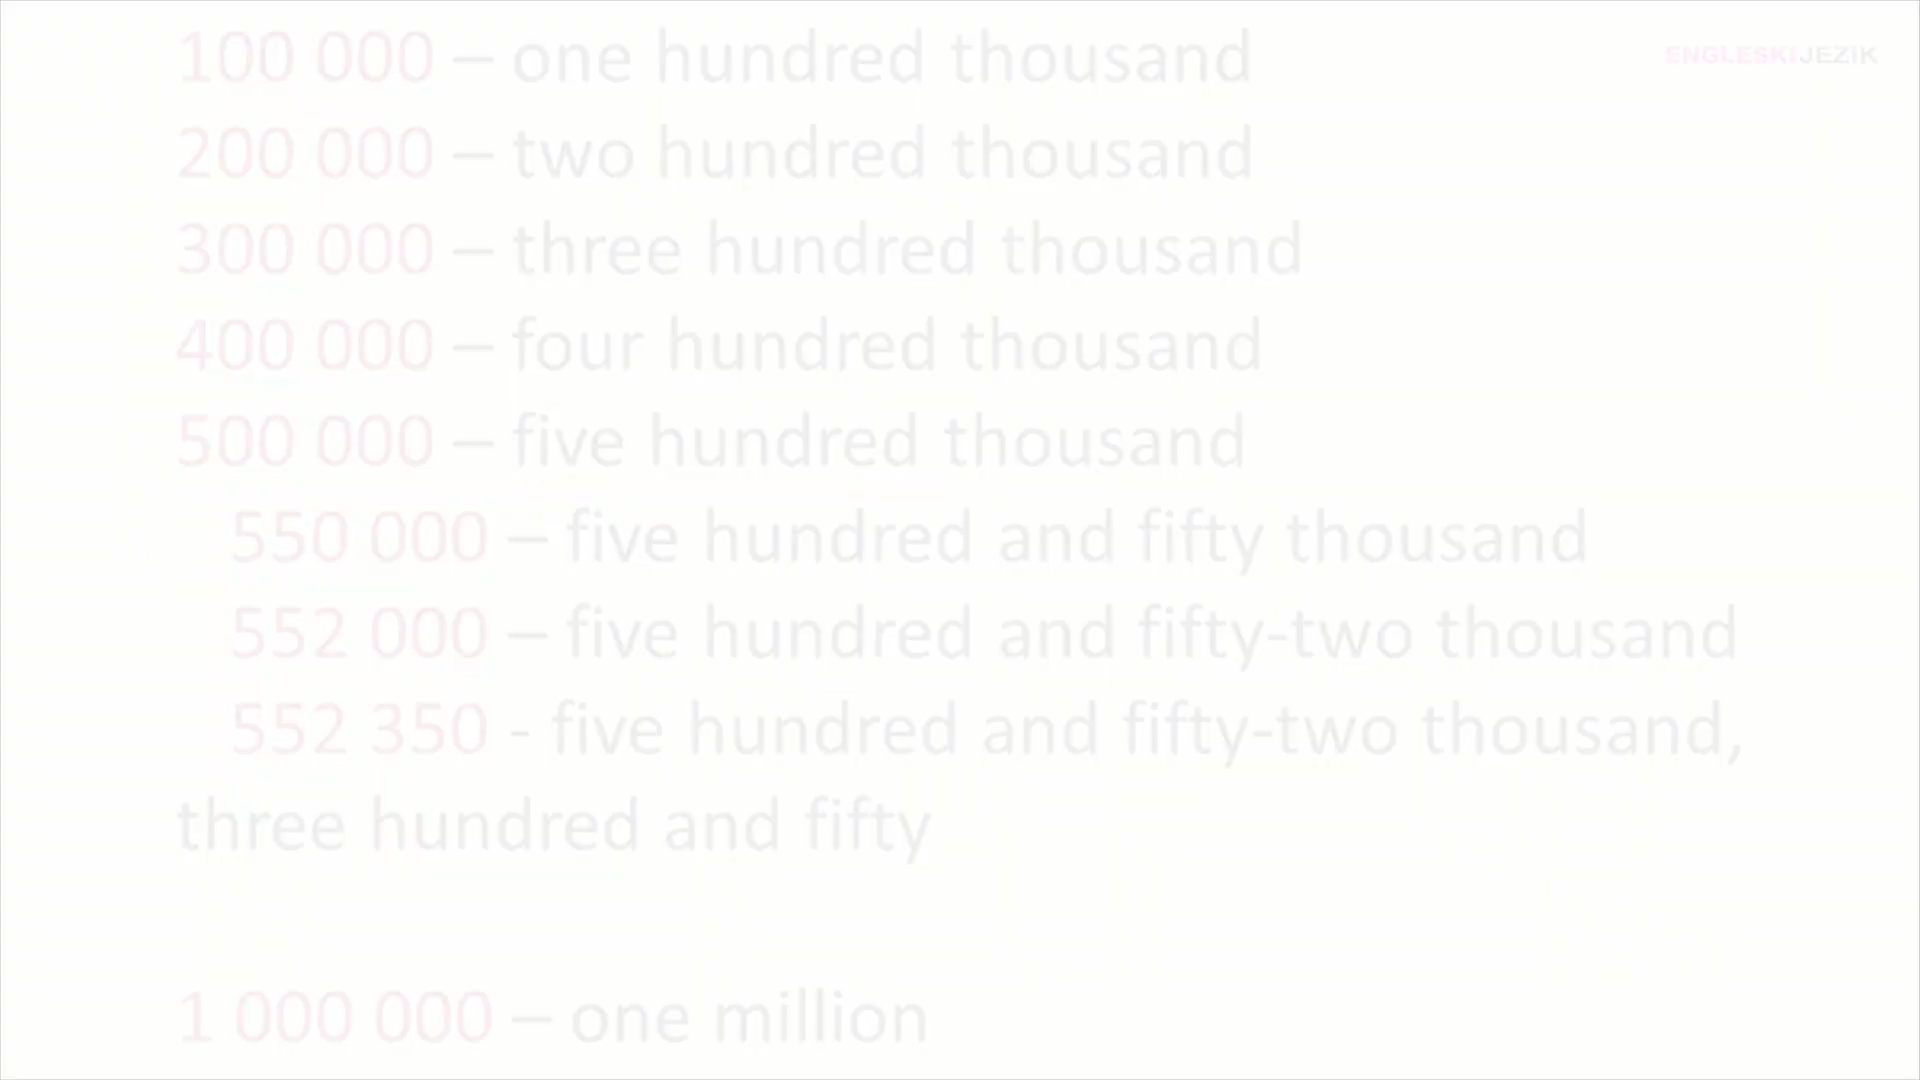 100 000 – one hundred thousand
ENGLESKIJEZIK
200 000 – two hundred thousand
300 000 – three hundred thousand
400 000 – four hundred thousand
500 000 – five hundred thousand
550 000 – five hundred and fifty thousand
552 000 – five hundred and fifty-two thousand
552 350 - five hundred and fifty-two thousand,
three hundred and fifty
1 000 000 – one million